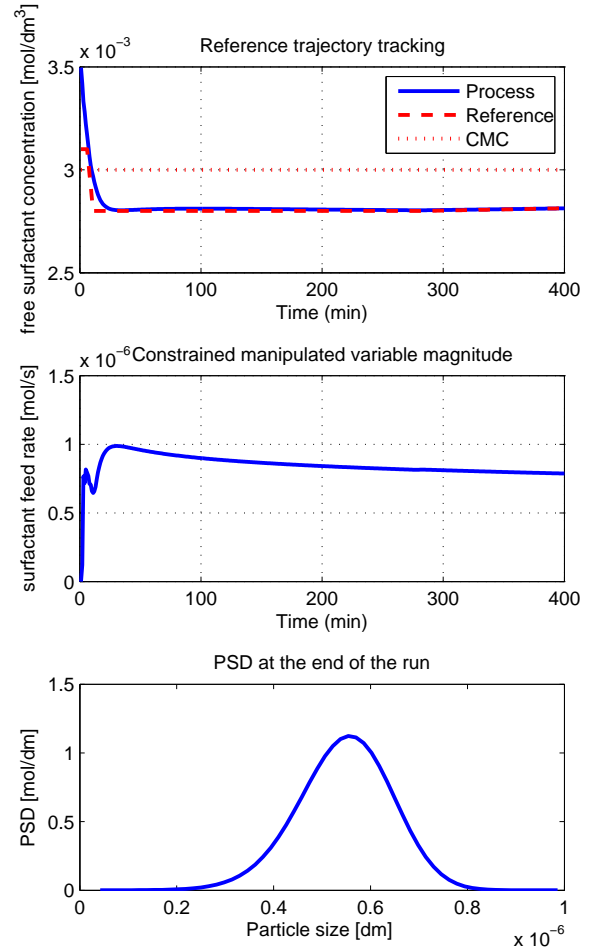 Reference trajectory tracking
x 10⁻³
free surfactant concentration [mol/dm³]
3.5
3
2.5
Process
Reference
CMC
0
100
200
300
400
Time (min)
x 10⁻⁶
Constrained manipulated variable magnitude
surfactant feed rate [mol/s]
1.5
1
0.5
0
0
100
200
300
400
Time (min)
PSD at the end of the run
PSD [mol/dm]
1.5
1
0.5
0
0
0.2
0.4
0.6
0.8
1
Particle size [dm]
x 10⁻⁶